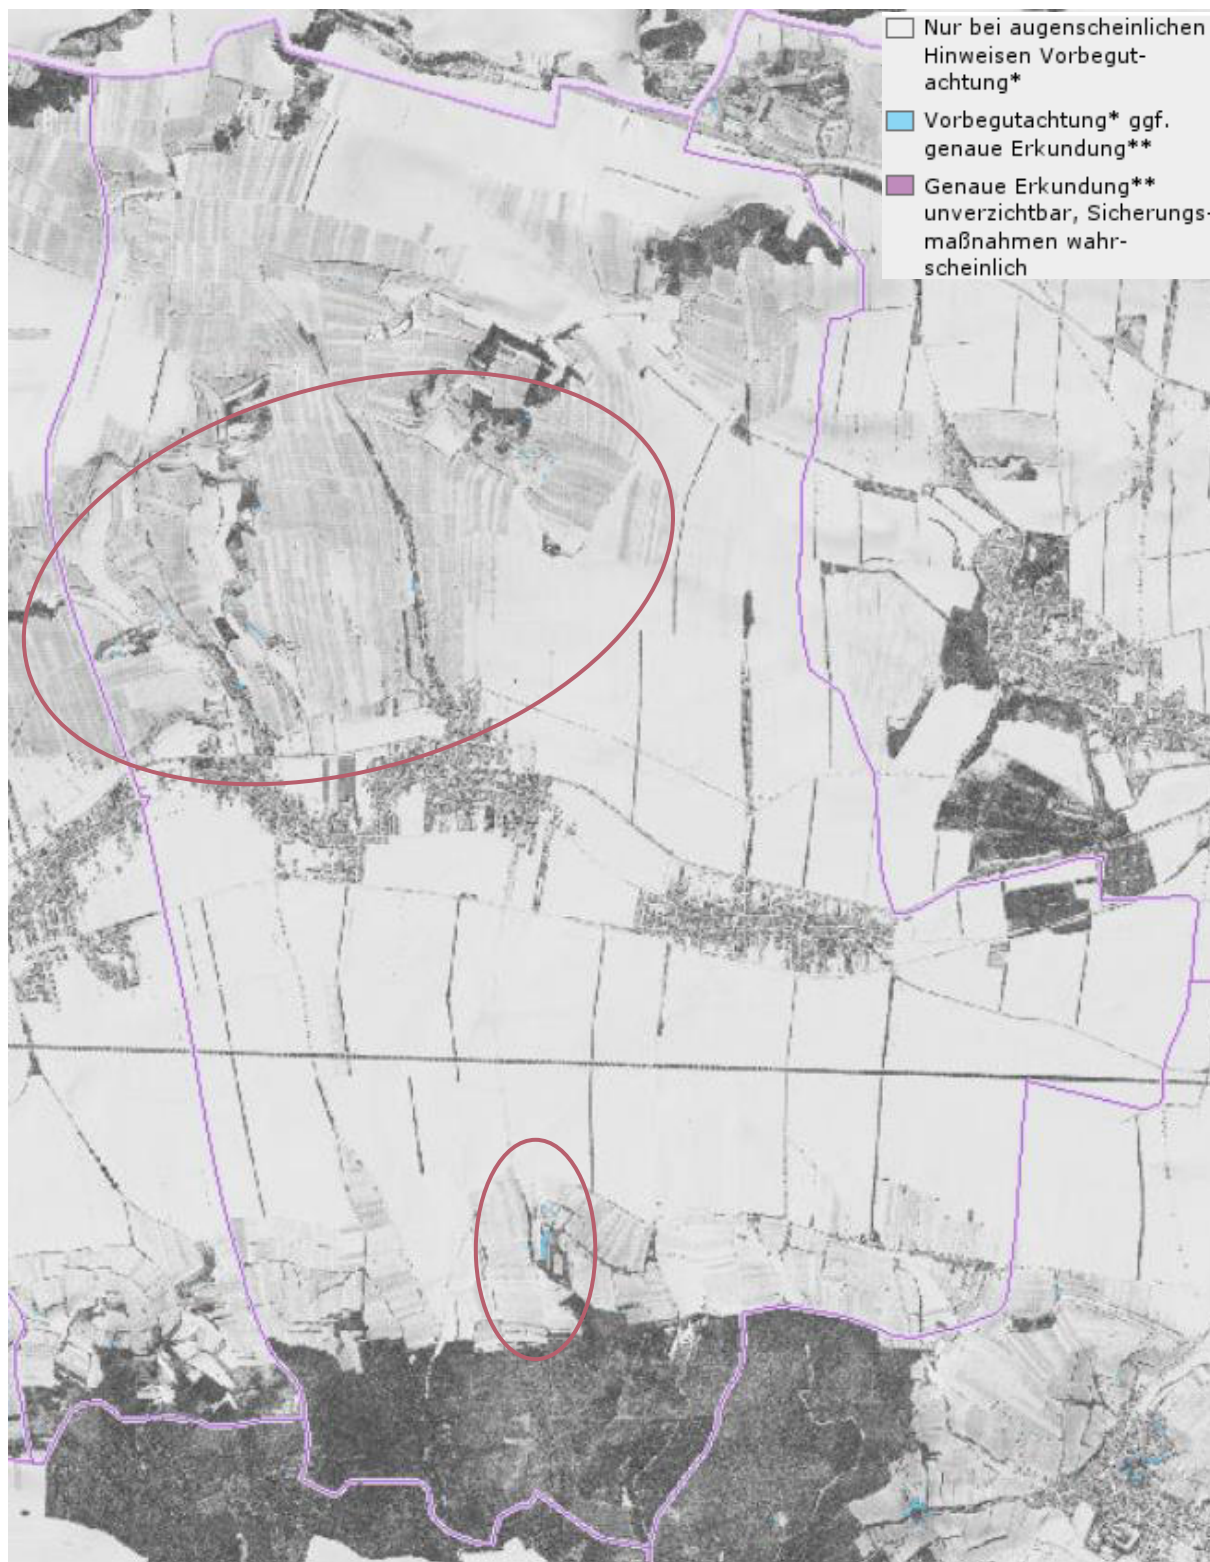 Nur bei augenscheinlichen
Hinweisen Vorbegut-
achtung*
Vorbegutachtung* ggf.
genaue Erkundung**
Genaue Erkundung**
unverzichtbar, Sicherungs-
maßnahmen wahr-
scheinlich